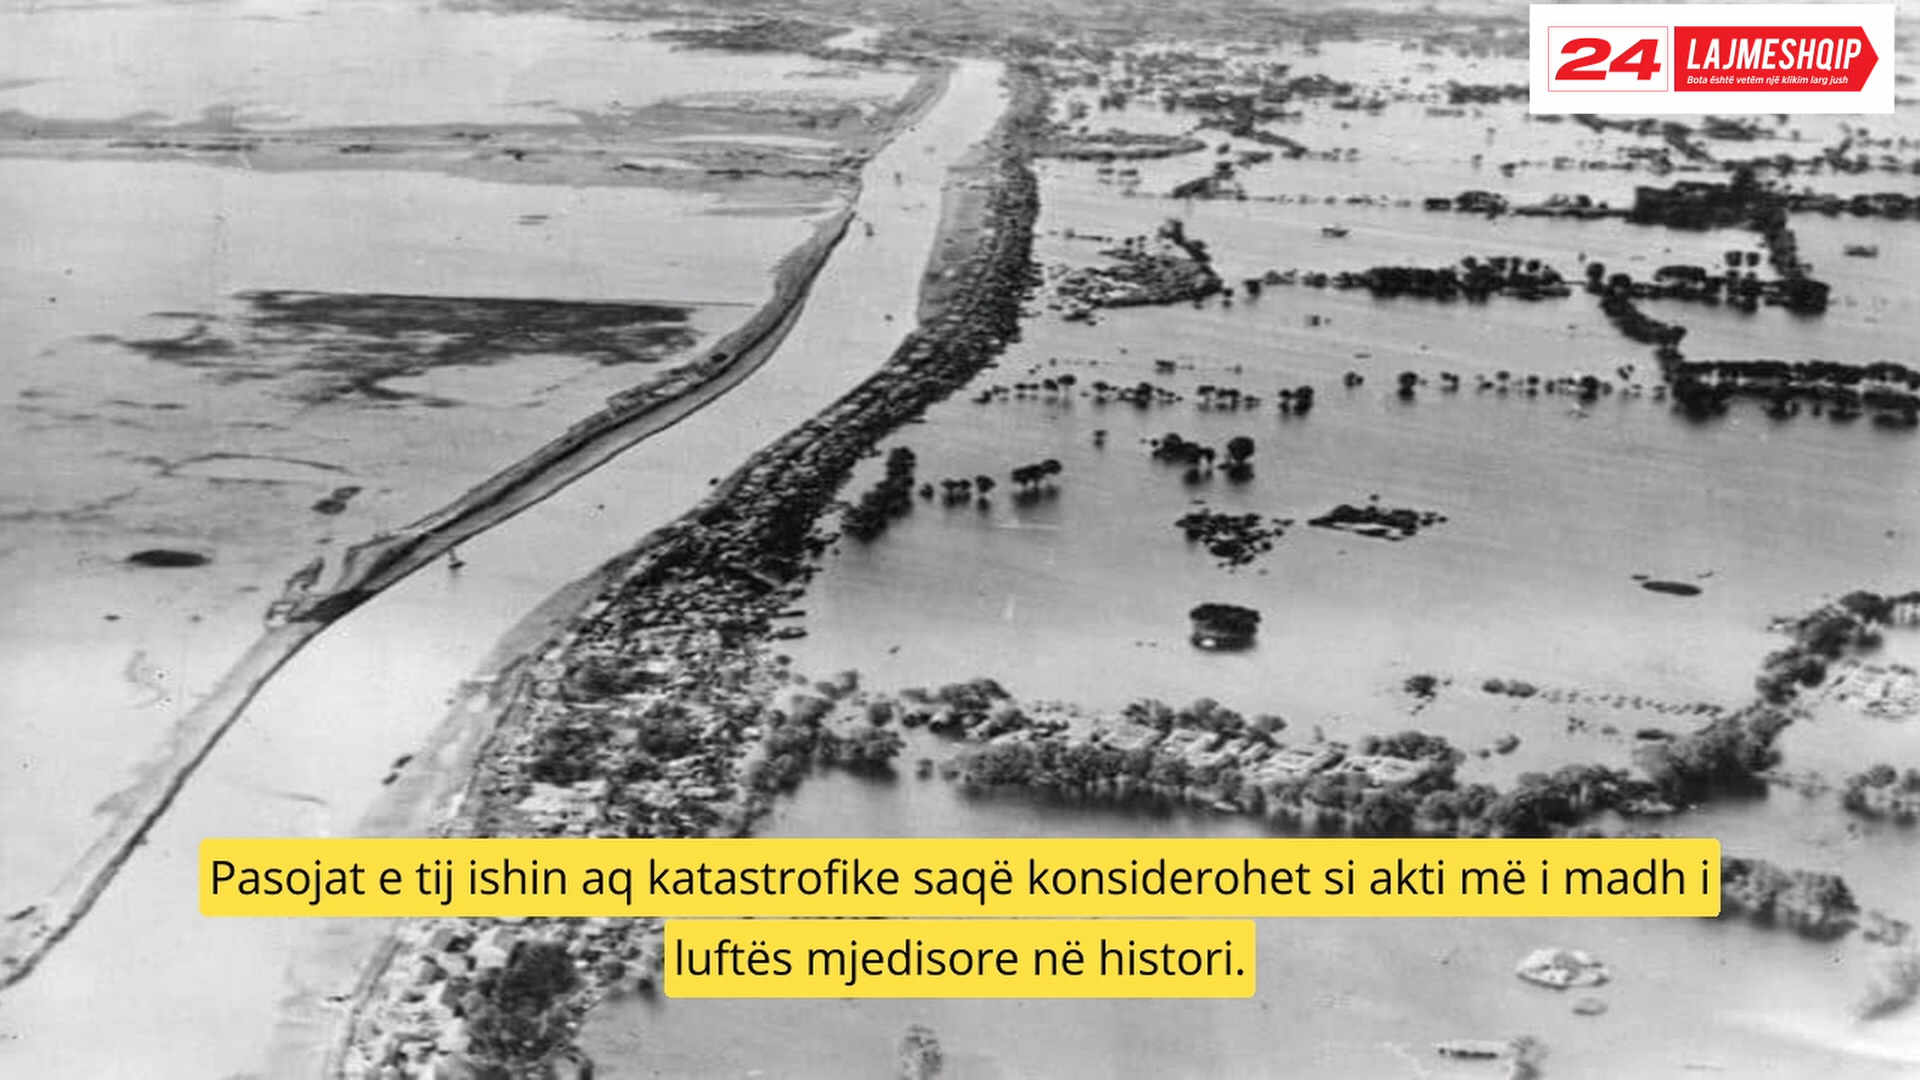 24 LAJMESHQIP
Bota është vetëm një klikim larg jush
Pasojat e tij ishin aq katastrofike saqë konsiderohet si akti më i madh i
luftës mjedisore në histori.